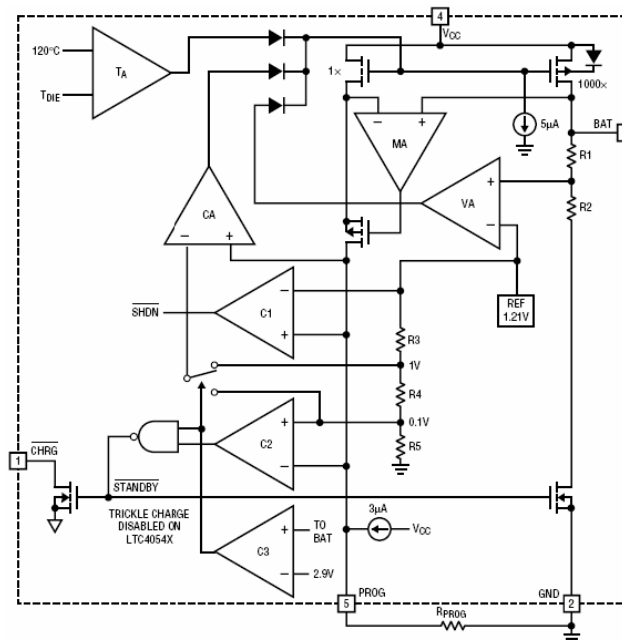 4
VCC
120°C
TA
TDIE
1×
1000×
5µA
BAT
– +
MA
R1
+
VA
–
R2
CA
– +
REF
1.21V
–
C1
+
SHDN
R3
1V
R4
0.1V
R5
+
C2
–
CHRG
1
STANDBY
TRICKLE CHARGE
DISABLED ON
LTC4054X
3µA
VCC
+
C3
–
TO
BAT
2.9V
5
PROG
RPROG
GND
2